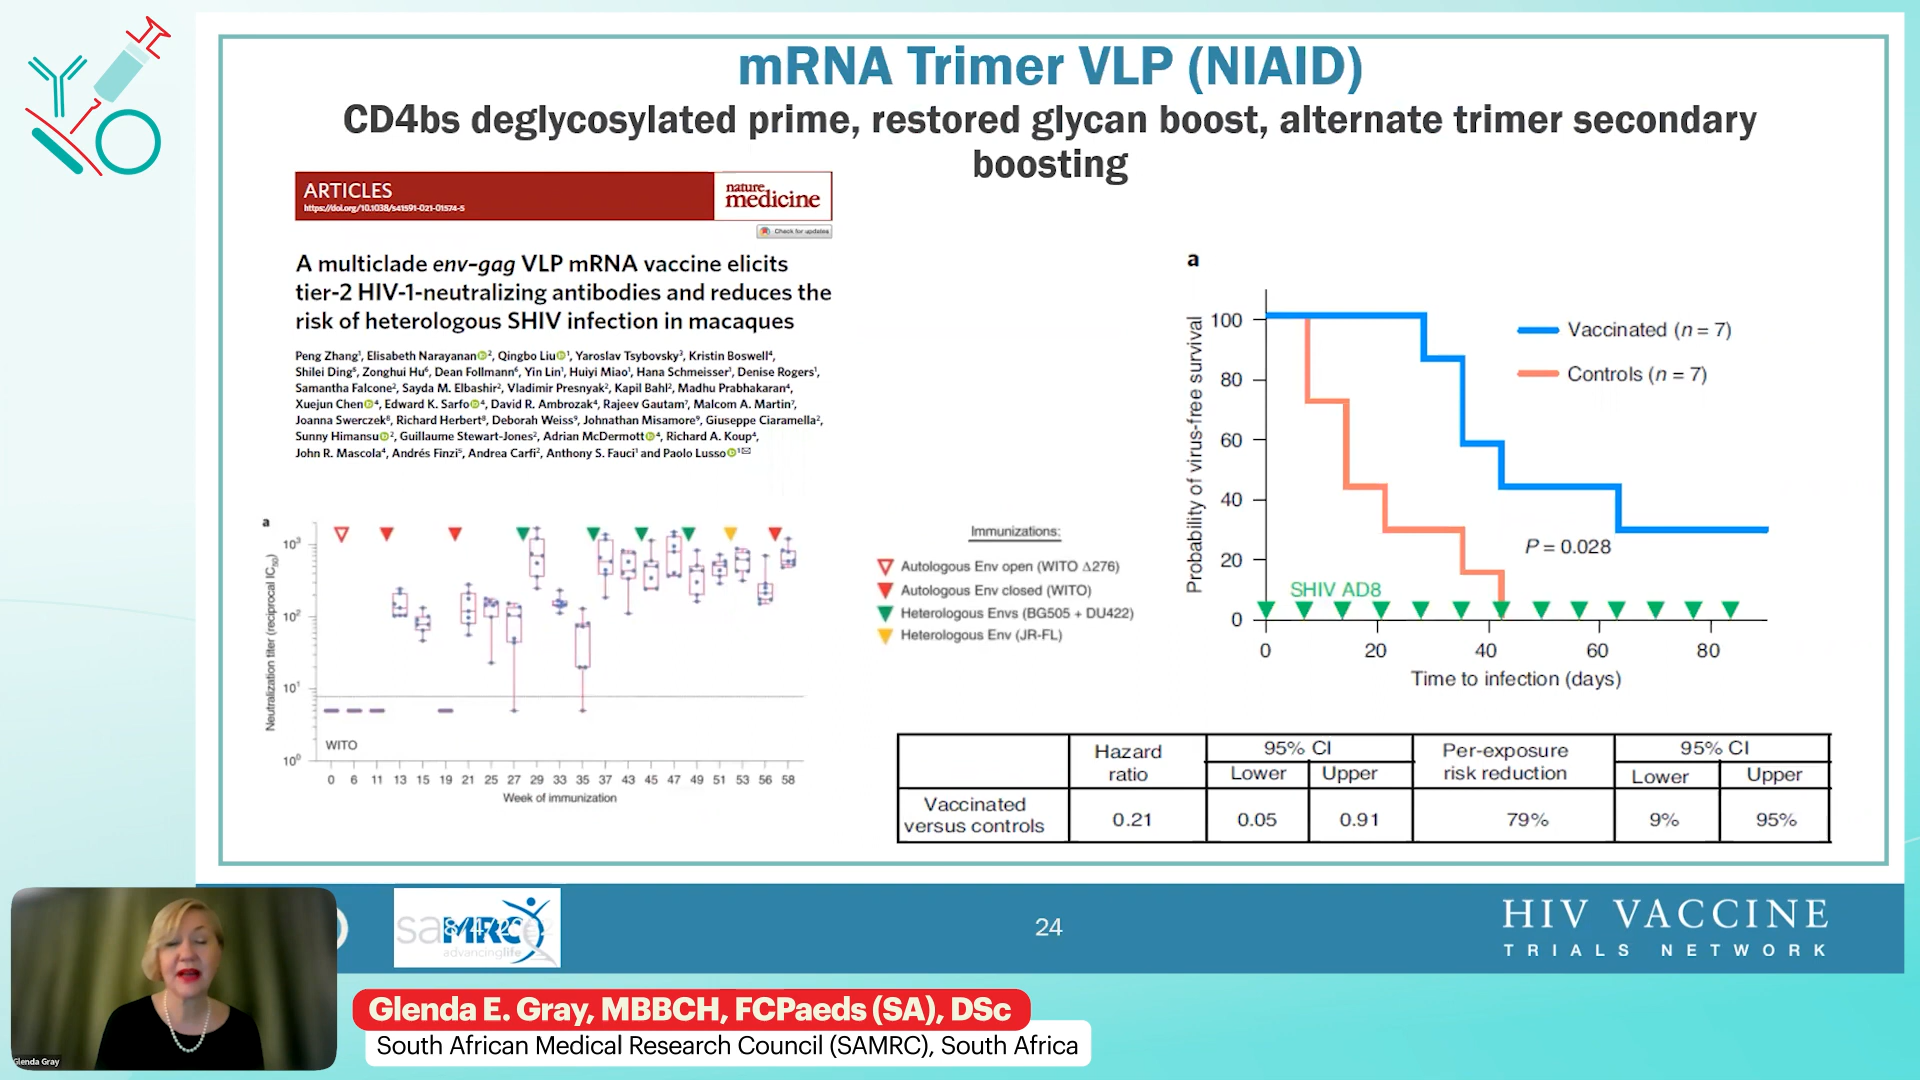 mRNA Trimer VLP (NIAID)
CD4bs deglycosylated prime, restored glycan boost, alternate trimer secondary
boosting
ARTICLES
https://doi.org/10.1038/s41591-021-01574-5
nature
medicine
Check for updates
A multiclade env–gag VLP mRNA vaccine elicits
tier-2 HIV-1-neutralizing antibodies and reduces the
risk of heterologous SHIV infection in macaques
Peng Zhang¹, Elisabeth Narayanan², Qingbo Liu¹, Yaroslav Tsybovsky³, Kristin Boswell⁴,
Shilei Ding⁵, Zonghui Hu⁶, Dean Follmann⁶, Yin Lin¹, Huiyi Miao¹, Hana Schmeisser¹, Denise Rogers¹,
Samantha Falcone², Sayda M. Elbashir², Vladimir Presnyak², Kapil Bahl², Madhu Prabhakaran⁴,
Xuejun Chen⁴, Edward K. Sarfo⁴, David R. Ambrozak⁴, Rajeev Gautam⁷, Malcom A. Martin⁷,
Joanna Swerczek⁸, Richard Herbert⁸, Deborah Weiss⁹, Johnathan Misamore⁹, Giuseppe Ciaramella²,
Sunny Himansu², Guillaume Stewart-Jones², Adrian McDermott⁴, Richard A. Koup⁴,
John R. Mascola⁴, Andrés Finzi⁵, Andrea Carfi², Anthony S. Fauci¹ and Paolo Lusso¹
a
Neutralization titer (reciprocal IC₅₀)
10³
10²
10¹
10⁰
WITO
0 6 11 13 15 19 21 25 27 29 33 35 37 43 45 47 49 51 53 56 58
Week of immunization
Immunizations:
Autologous Env open (WITO Δ276)
Autologous Env closed (WITO)
Heterologous Envs (BG505 + DU422)
Heterologous Env (JR-FL)
a
Probability of virus-free survival
100
80
60
40
20
0
Vaccinated (n = 7)
Controls (n = 7)
P = 0.028
SHIV AD8
0 20 40 60 80
Time to infection (days)
Hazard ratio 95% CI Per-exposure risk reduction 95% CI
Lower Upper Lower Upper
Vaccinated versus controls 0.21 0.05 0.91 79% 9% 95%
saMRC
advancinglife
24
HIV VACCINE
TRIALS NETWORK
Glenda Gray
Glenda E. Gray, MBBCH, FCPaeds (SA), DSc
South African Medical Research Council (SAMRC), South Africa